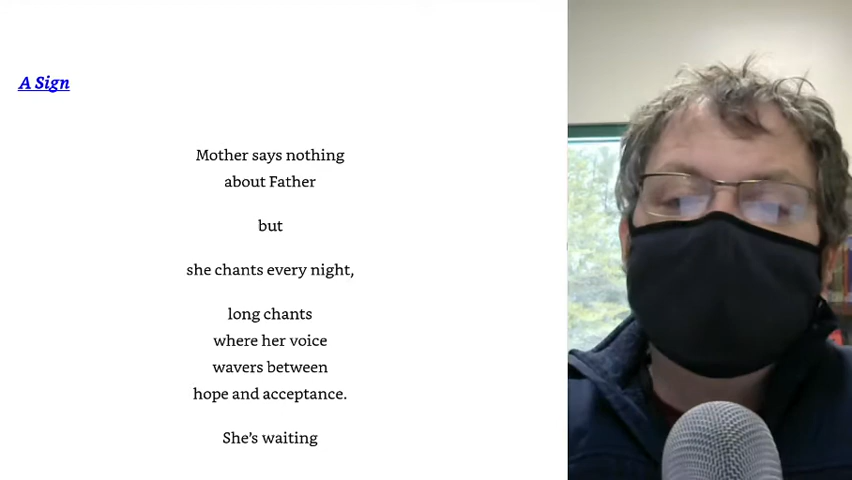 A Sign
Mother says nothing
about Father
but
she chants every night,
long chants
where her voice
wavers between
hope and acceptance.
She's waiting